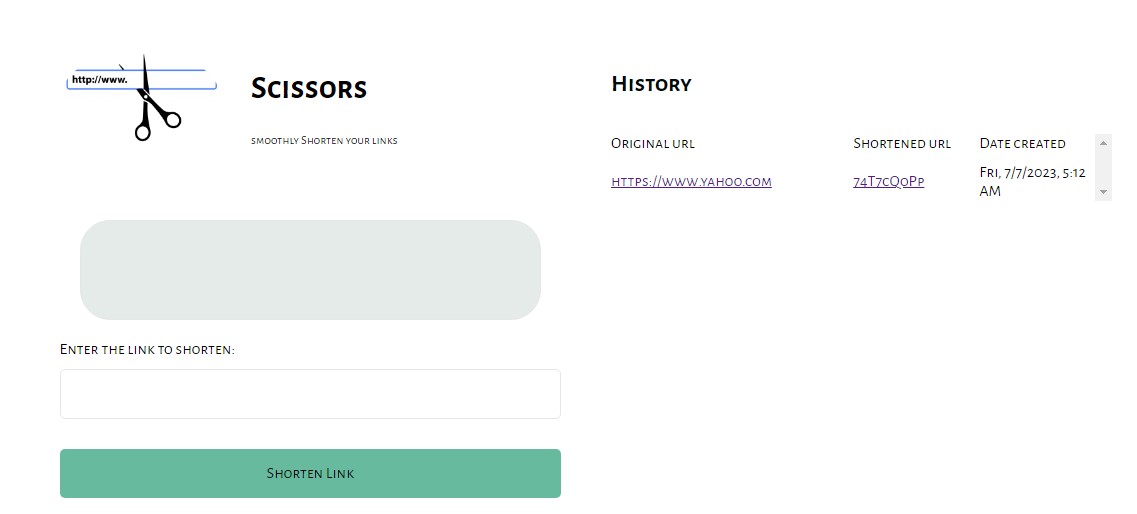 http://www.
Scissors
smoothly Shorten your links
Enter the link to shorten:
Shorten Link
History
Original url Shortened url Date created
https://www.yahoo.com 74T7cQoPp Fri, 7/7/2023, 5:12
AM